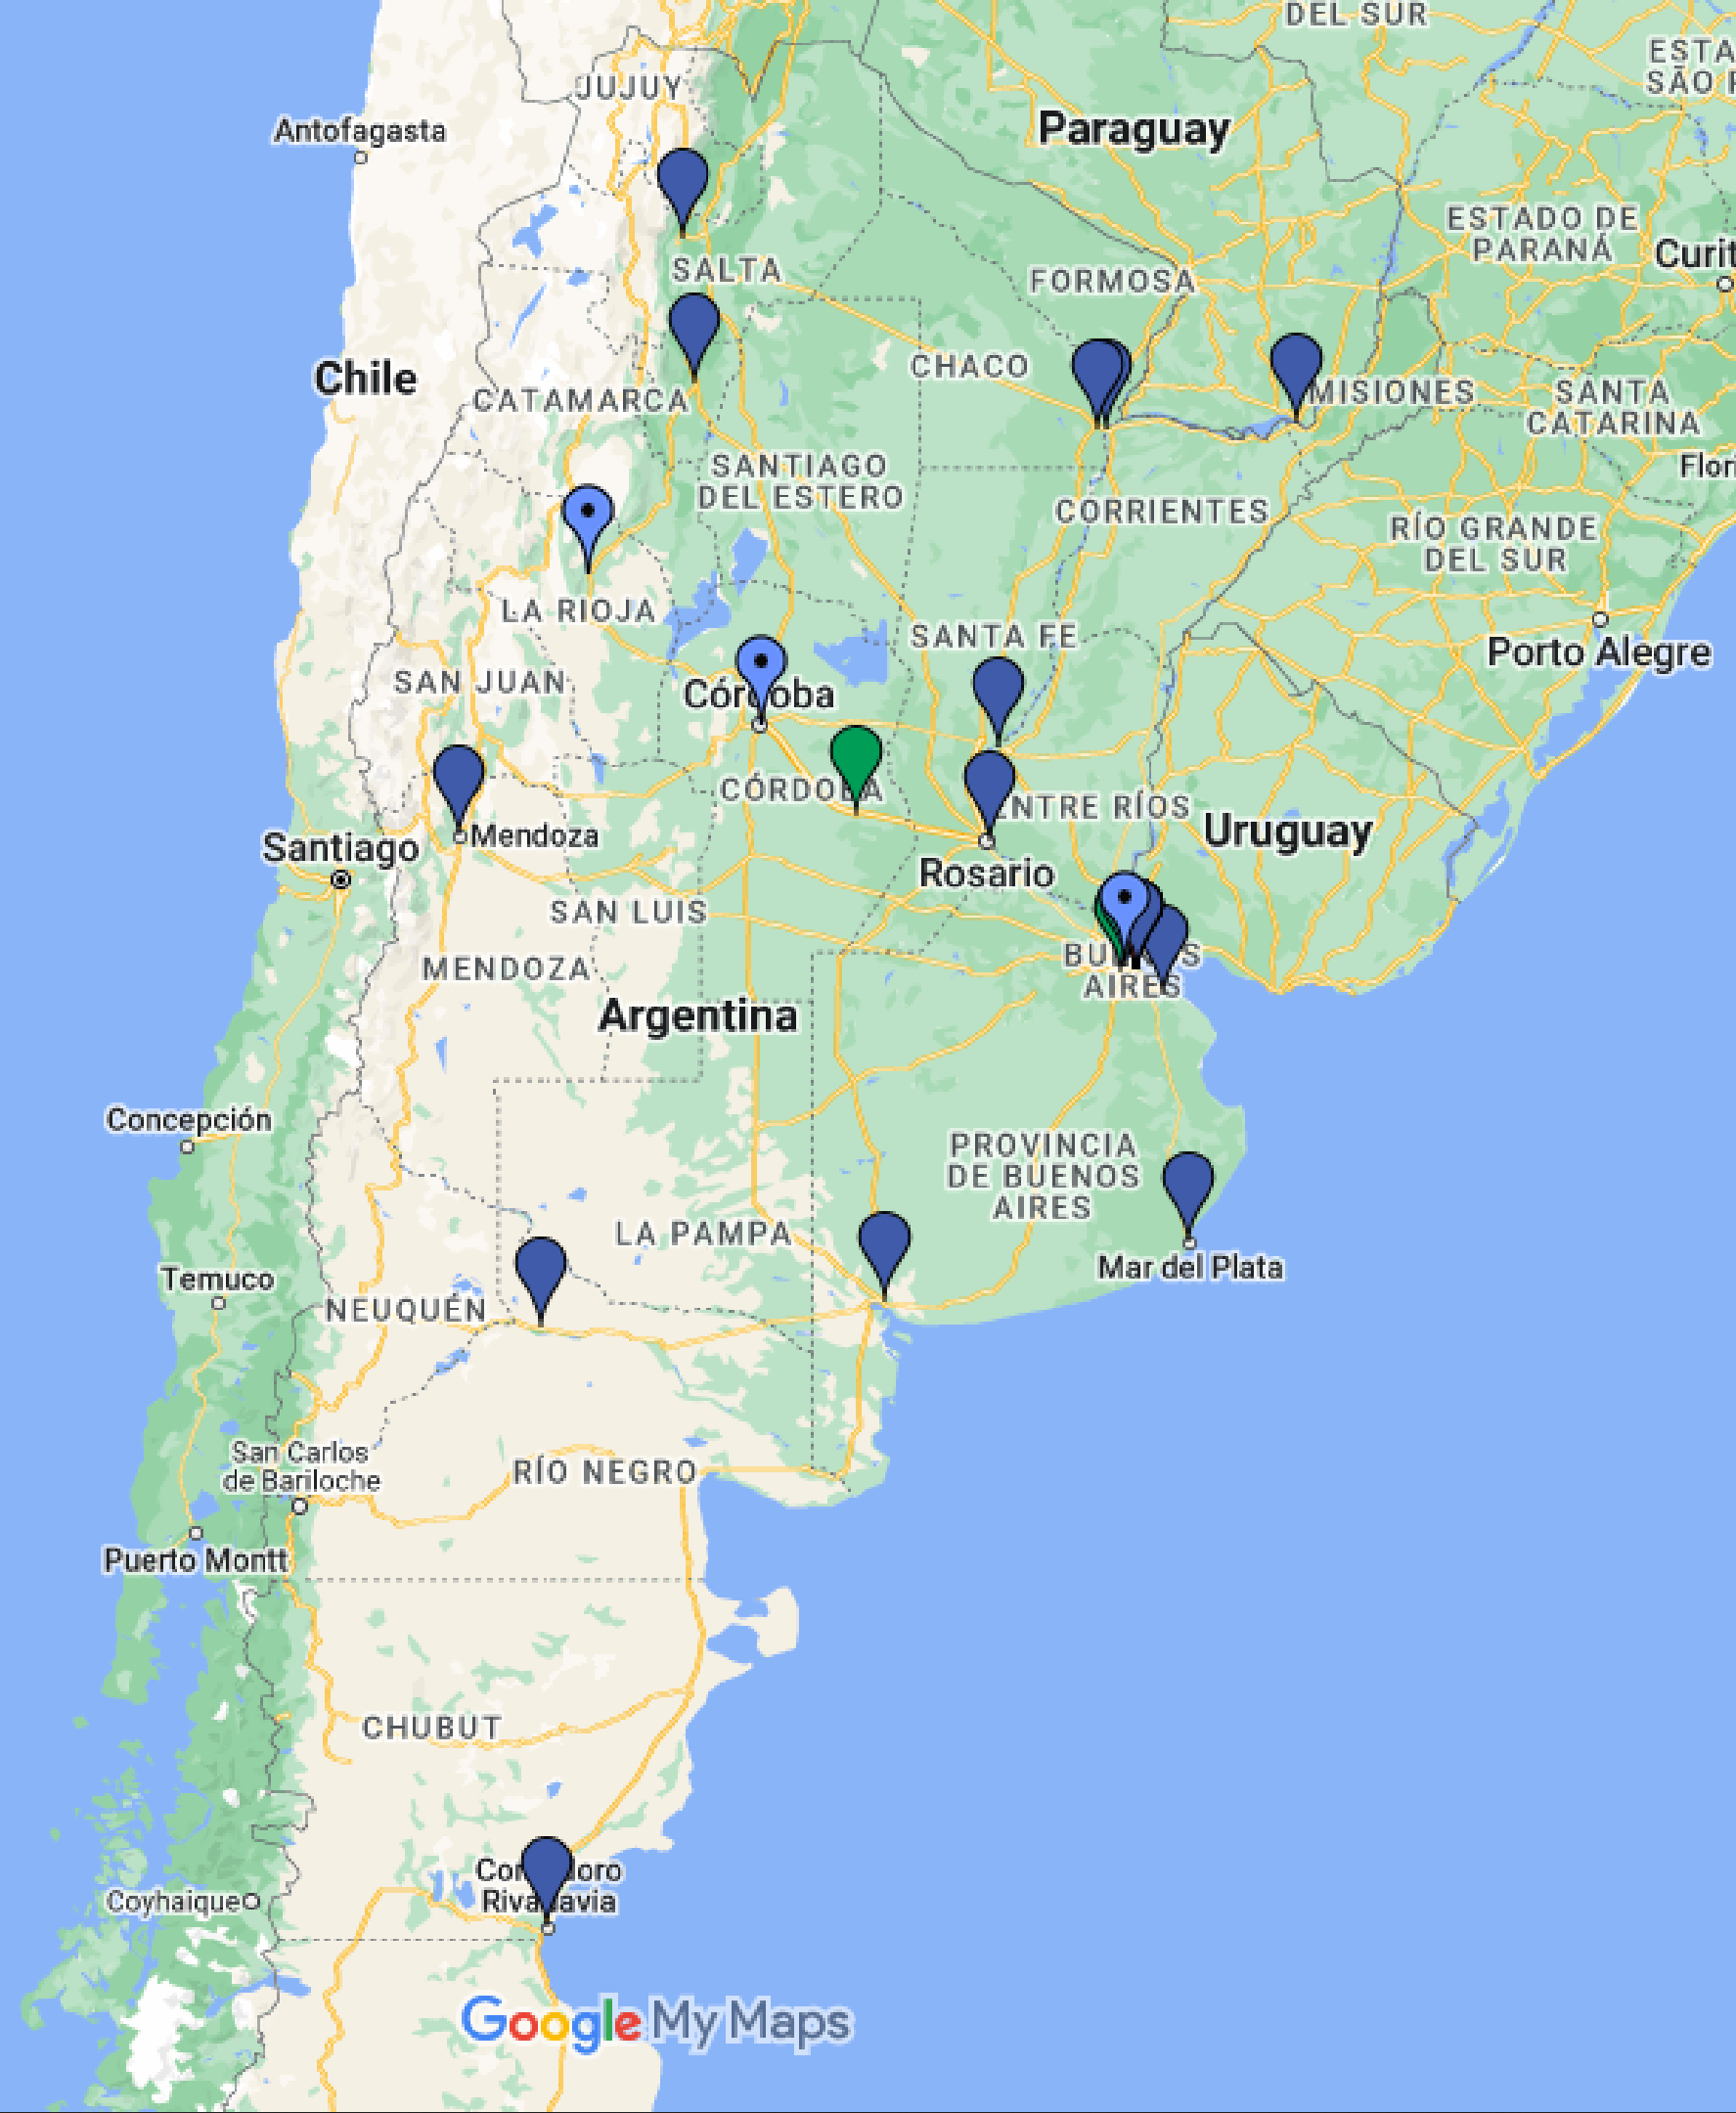 DEL SUR
ESTA
SÃO P
JUJUY
Antofagasta
Paraguay
ESTADO DE
PARANÁ
Curit
SALTA
FORMOSA
Chile
CHACO
CATAMARCA
MISIONES
SANTA
CATARINA
SANTIAGO
DEL ESTERO
Flor
CORRIENTES
RÍO GRANDE
DEL SUR
LA RIOJA
SANTA FE
Porto Alegre
SAN JUAN
Córdoba
CÓRDOBA
ENTRE RÍOS
Uruguay
Mendoza
Santiago
Rosario
SAN LUIS
MENDOZA
BUENOS
AIRES
Argentina
Concepción
PROVINCIA
DE BUENOS
AIRES
LA PAMPA
Mar del Plata
Temuco
NEUQUÉN
San Carlos
de Bariloche
RÍO NEGRO
Puerto Montt
CHUBUT
Comodoro
Rivadavia
Coyhaique
Google My Maps